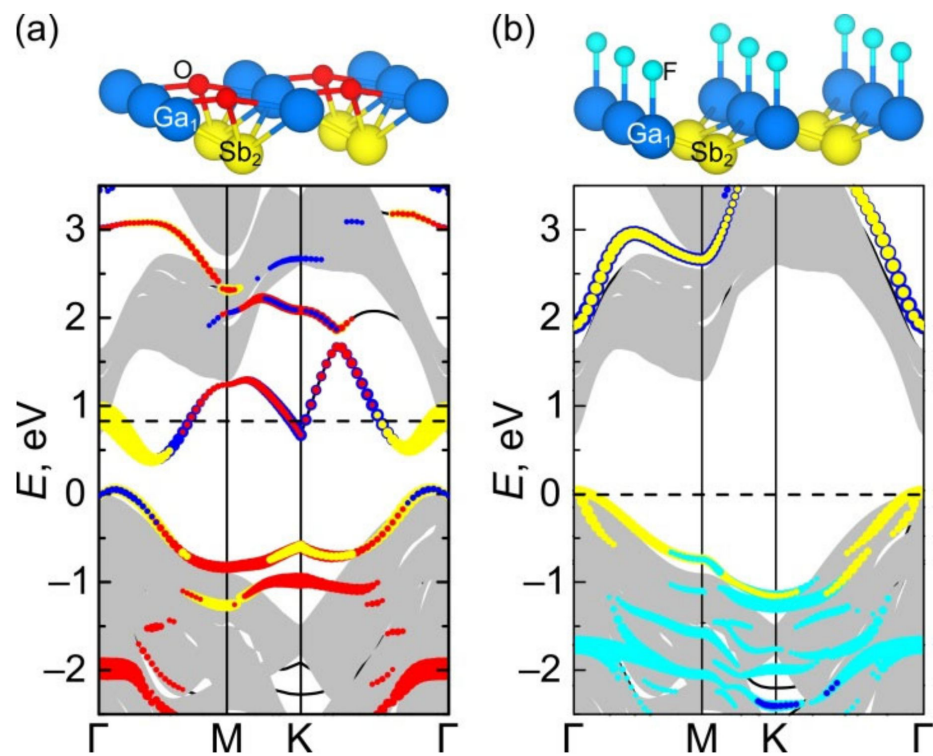 (a)
O
Ga₁
Sb₂
E, eV
3
2
1
0
–1
–2
Γ M K Γ
(b)
F
Ga₁
Sb₂
E, eV
3
2
1
0
–1
–2
Γ M K Γ